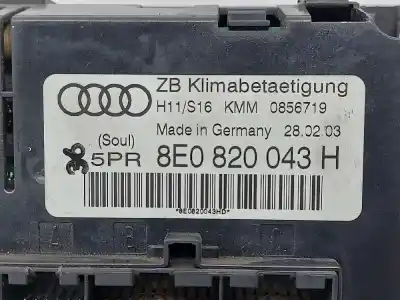 ZB Klimabetaetigung
H11/S16 KMM 0856719
Made in Germany 28.02.03
(Soul)
5PR 8E0 820 043 H
*8E0820043HD*
A B C